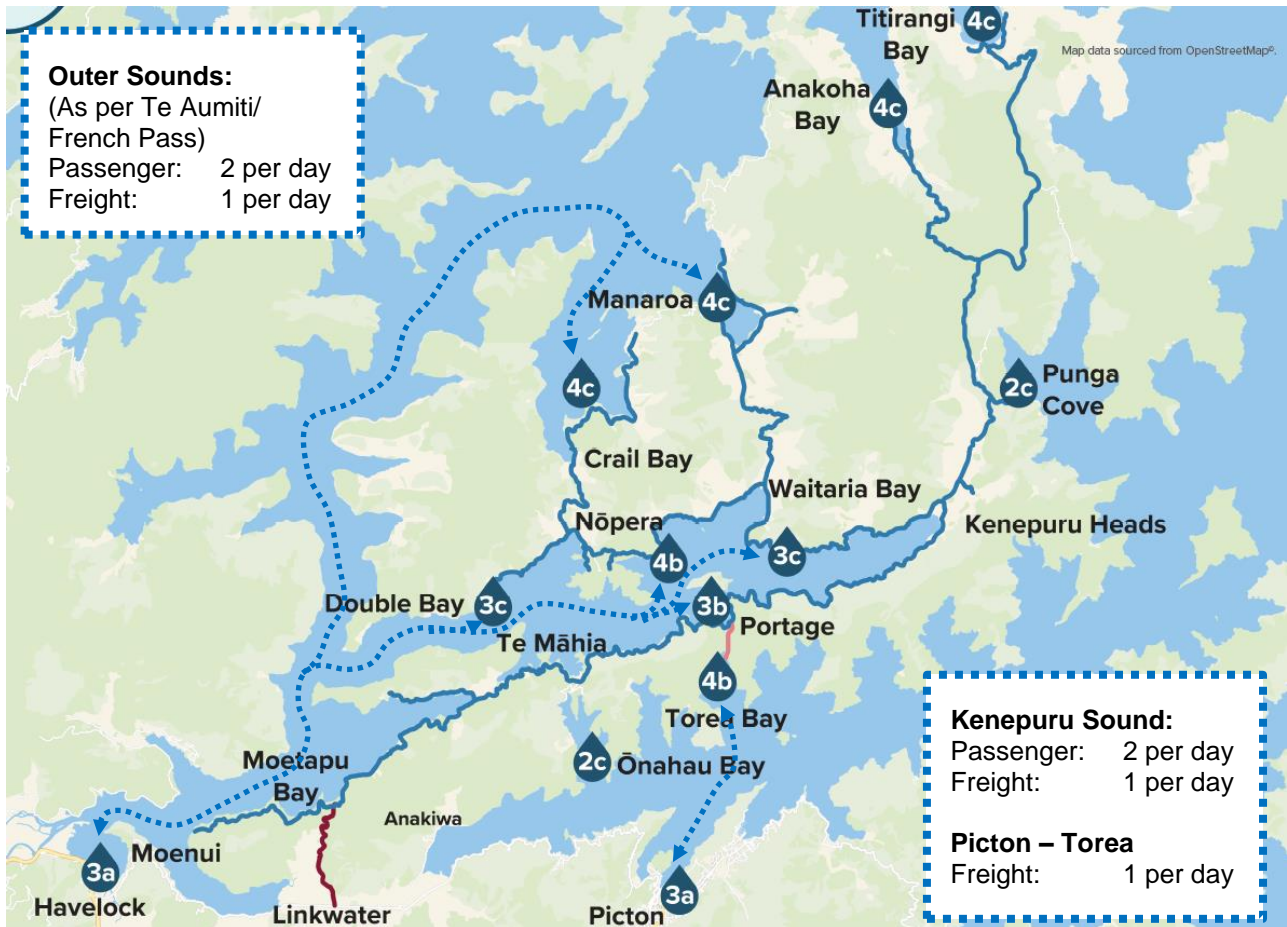 Outer Sounds:
(As per Te Aumiti/
French Pass)
Passenger: 2 per day
Freight: 1 per day
Titirangi
Bay
4c
Map data sourced from OpenStreetMap©.
Anakoha
Bay
4c
Manaroa
4c
4c
2c
Punga
Cove
Crail Bay
Waitaria Bay
Nōpera
4b
3c
Kenepuru Heads
Double Bay
3c
3b
Portage
Te Māhia
4b
Torea Bay
Moetapu
Bay
2c
Ōnahau Bay
Anakiwa
Moenui
3a
Havelock
Linkwater
Picton
3a
Kenepuru Sound:
Passenger: 2 per day
Freight: 1 per day
Picton – Torea
Freight: 1 per day